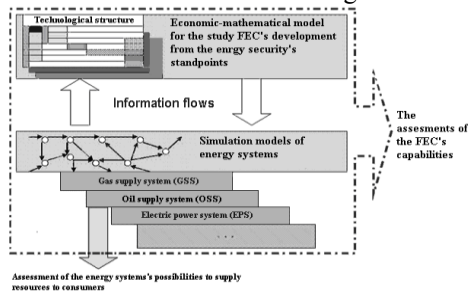 Technological structure
Economic-mathematical model
for the study FEC's development
from the energy security's
standpoints
Information flows
The
assesments of
the FEC's
capabilities
Simulation models of
energy systems
Gas supply system (GSS)
Oil supply system (OSS)
Electric power system (EPS)
. . .
Assessment of the energy systems's possibilities to supply
resources to consumers